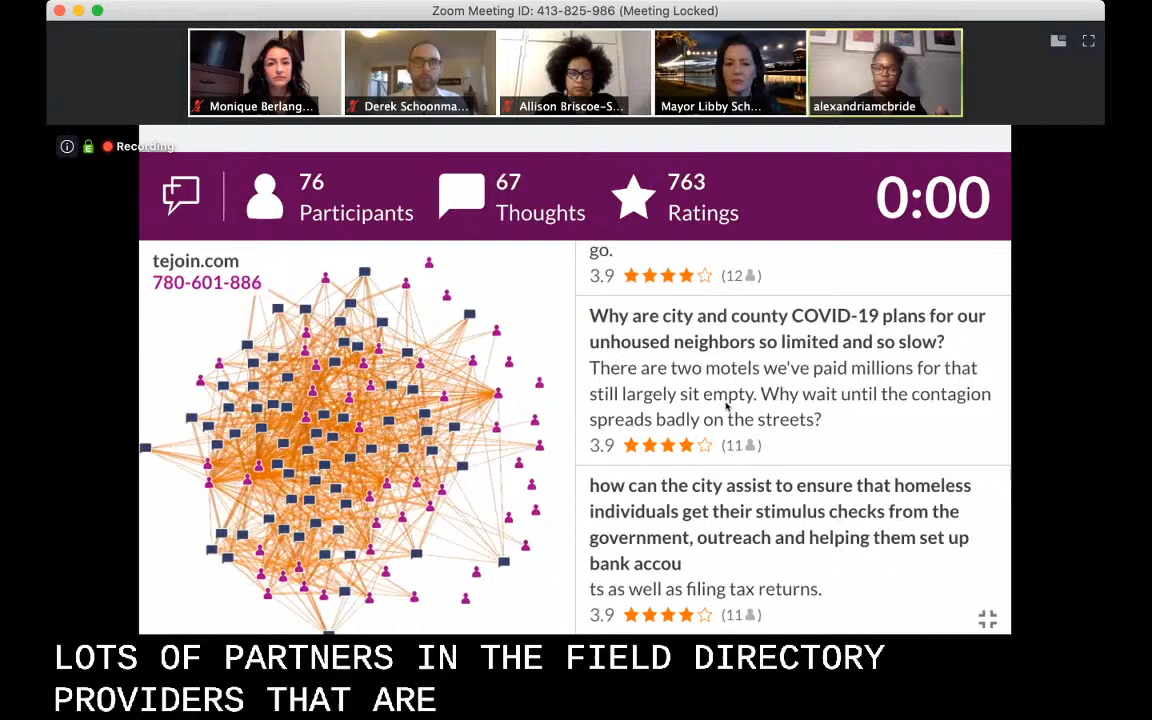 Zoom Meeting ID: 413-825-986 (Meeting Locked)
Monique Berlang...
Derek Schoonma...
Allison Briscoe-S...
Mayor Libby Sch...
alexandriamcbride
Recording
76
Participants
67
Thoughts
763
Ratings
0:00
tejoin.com
780-601-886
go.
3.9 (12)
Why are city and county COVID-19 plans for our
unhoused neighbors so limited and so slow?
There are two motels we've paid millions for that
still largely sit empty. Why wait until the contagion
spreads badly on the streets?
3.9 (11)
how can the city assist to ensure that homeless
individuals get their stimulus checks from the
government, outreach and helping them set up
bank accou
ts as well as filing tax returns.
3.9 (11)
LOTS OF PARTNERS IN THE FIELD DIRECTORY
PROVIDERS THAT ARE